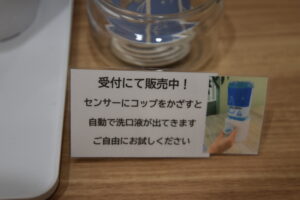 受付にて販売中！
センサーにコップをかざすと
自動で洗口液が出てきます
ご自由にお試しください